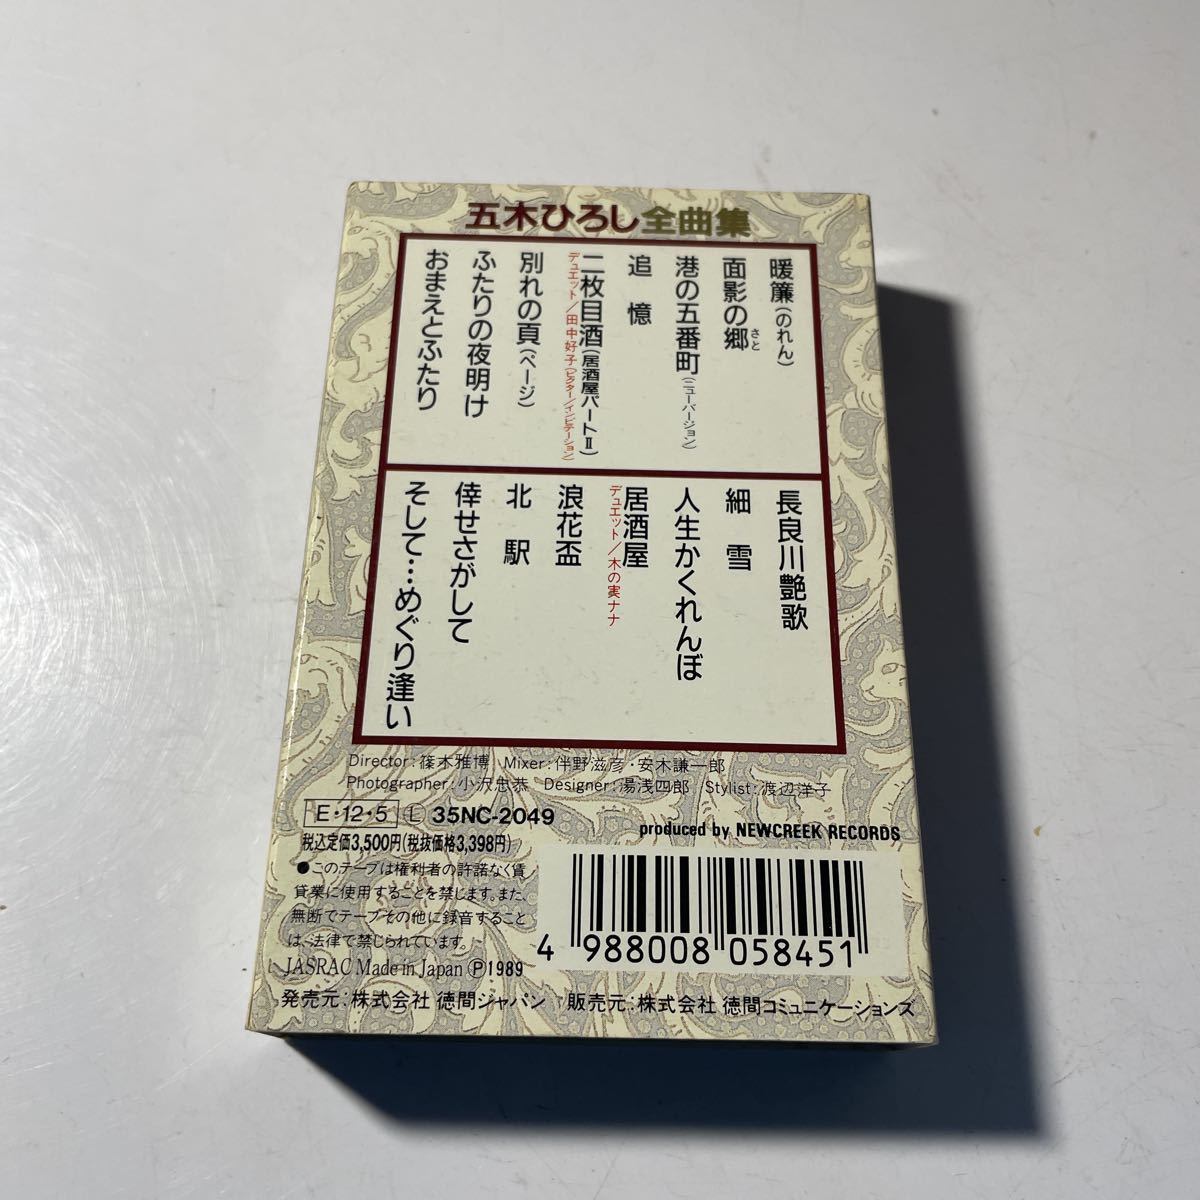 五木ひろし全曲集
暖簾(のれん)
面影の郷
さと
港の五番町(ニューバージョン)
追憶
二枚目酒(居酒屋パートⅡ)
デュエット/田中好子(ビクター/インビテーション)
別れの頁(ページ)
ふたりの夜明け
おまえとふたり
長良川艶歌
細雪
人生かくれんぼ
居酒屋
デュエット/木の実ナナ
浪花盃
北駅
倖せさがして
そして…めぐり逢い
Director:篠木雅博 Mixer:伴野滋彦・安木謙一郎
Photographer:小沢忠恭 Designer:湯浅四郎 Stylist:渡辺洋子
E・12・5 Ⓛ 35NC-2049
produced by NEWCREEK RECORDS
税込定価3,500円(税抜価格3,398円)
●このテープは権利者の許諾なく賃
貸業に使用することを禁じます。また、
無断でテープその他に録音すること
は、法律で禁じられています。
JASRAC Made in Japan Ⓟ1989
4 988008 058451
発売元:株式会社 徳間ジャパン 販売元:株式会社 徳間コミュニケーションズ